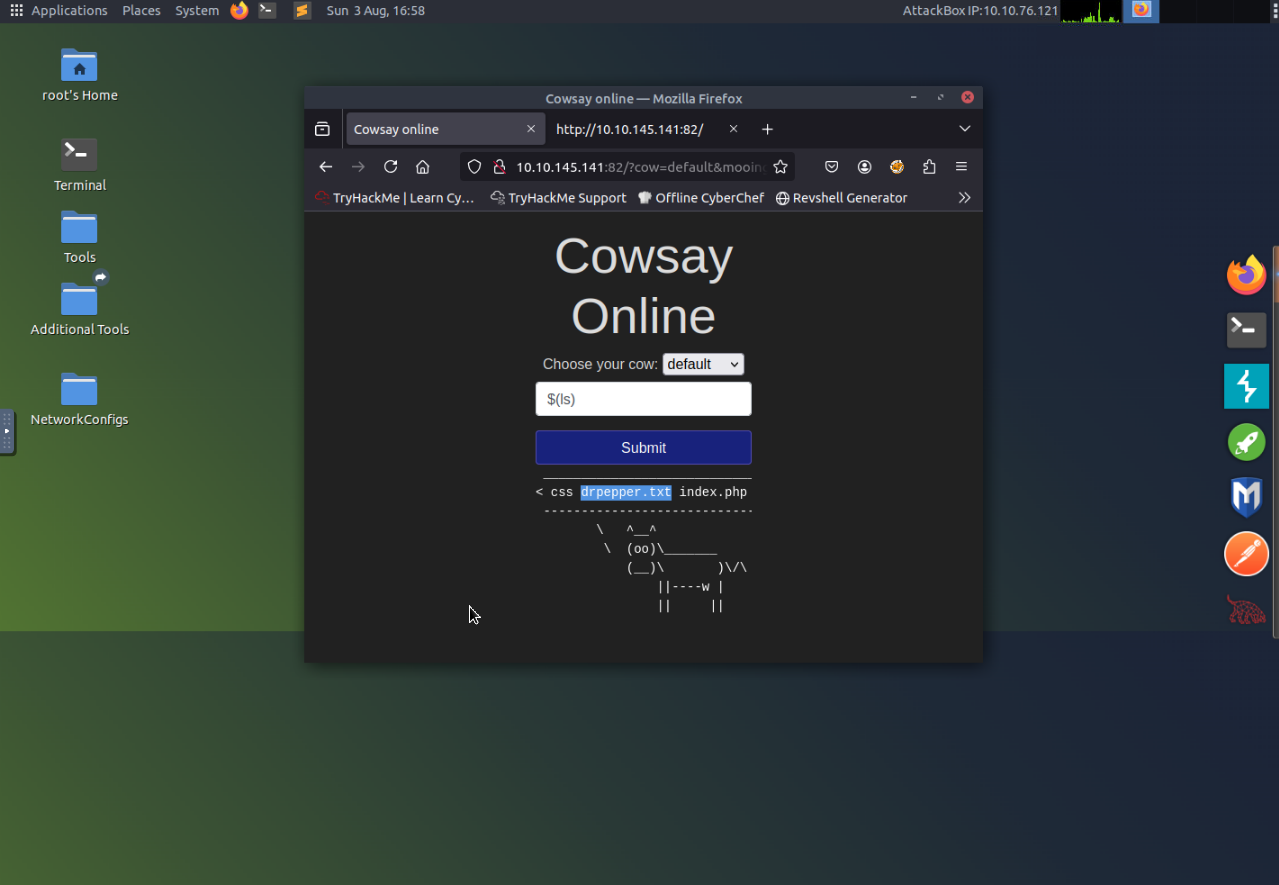 Applications Places System Sun 3 Aug, 16:58 AttackBox IP:10.10.76.121
root's Home
Terminal
Tools
Additional Tools
NetworkConfigs
Cowsay online — Mozilla Firefox
Cowsay online http://10.10.145.141:82/
10.10.145.141:82/?cow=default&mooin
TryHackMe | Learn Cy… TryHackMe Support Offline CyberChef Revshell Generator
Cowsay
Online
Choose your cow: default
$(ls)
Submit
 ___________________________
< css drpepper.txt index.php
 ---------------------------
        \   ^__^
         \  (oo)\_______
            (__)\       )\/\
                ||----w |
                ||     ||